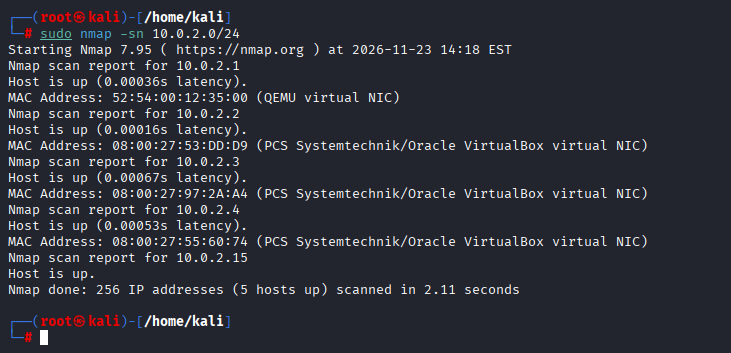 ┌──(root㉿kali)-[/home/kali]
└─# sudo nmap -sn 10.0.2.0/24
Starting Nmap 7.95 ( https://nmap.org ) at 2026-11-23 14:18 EST
Nmap scan report for 10.0.2.1
Host is up (0.00036s latency).
MAC Address: 52:54:00:12:35:00 (QEMU virtual NIC)
Nmap scan report for 10.0.2.2
Host is up (0.00016s latency).
MAC Address: 08:00:27:53:DD:D9 (PCS Systemtechnik/Oracle VirtualBox virtual NIC)
Nmap scan report for 10.0.2.3
Host is up (0.00067s latency).
MAC Address: 08:00:27:97:2A:A4 (PCS Systemtechnik/Oracle VirtualBox virtual NIC)
Nmap scan report for 10.0.2.4
Host is up (0.00053s latency).
MAC Address: 08:00:27:55:60:74 (PCS Systemtechnik/Oracle VirtualBox virtual NIC)
Nmap scan report for 10.0.2.15
Host is up.
Nmap done: 256 IP addresses (5 hosts up) scanned in 2.11 seconds
┌──(root㉿kali)-[/home/kali]
└─#